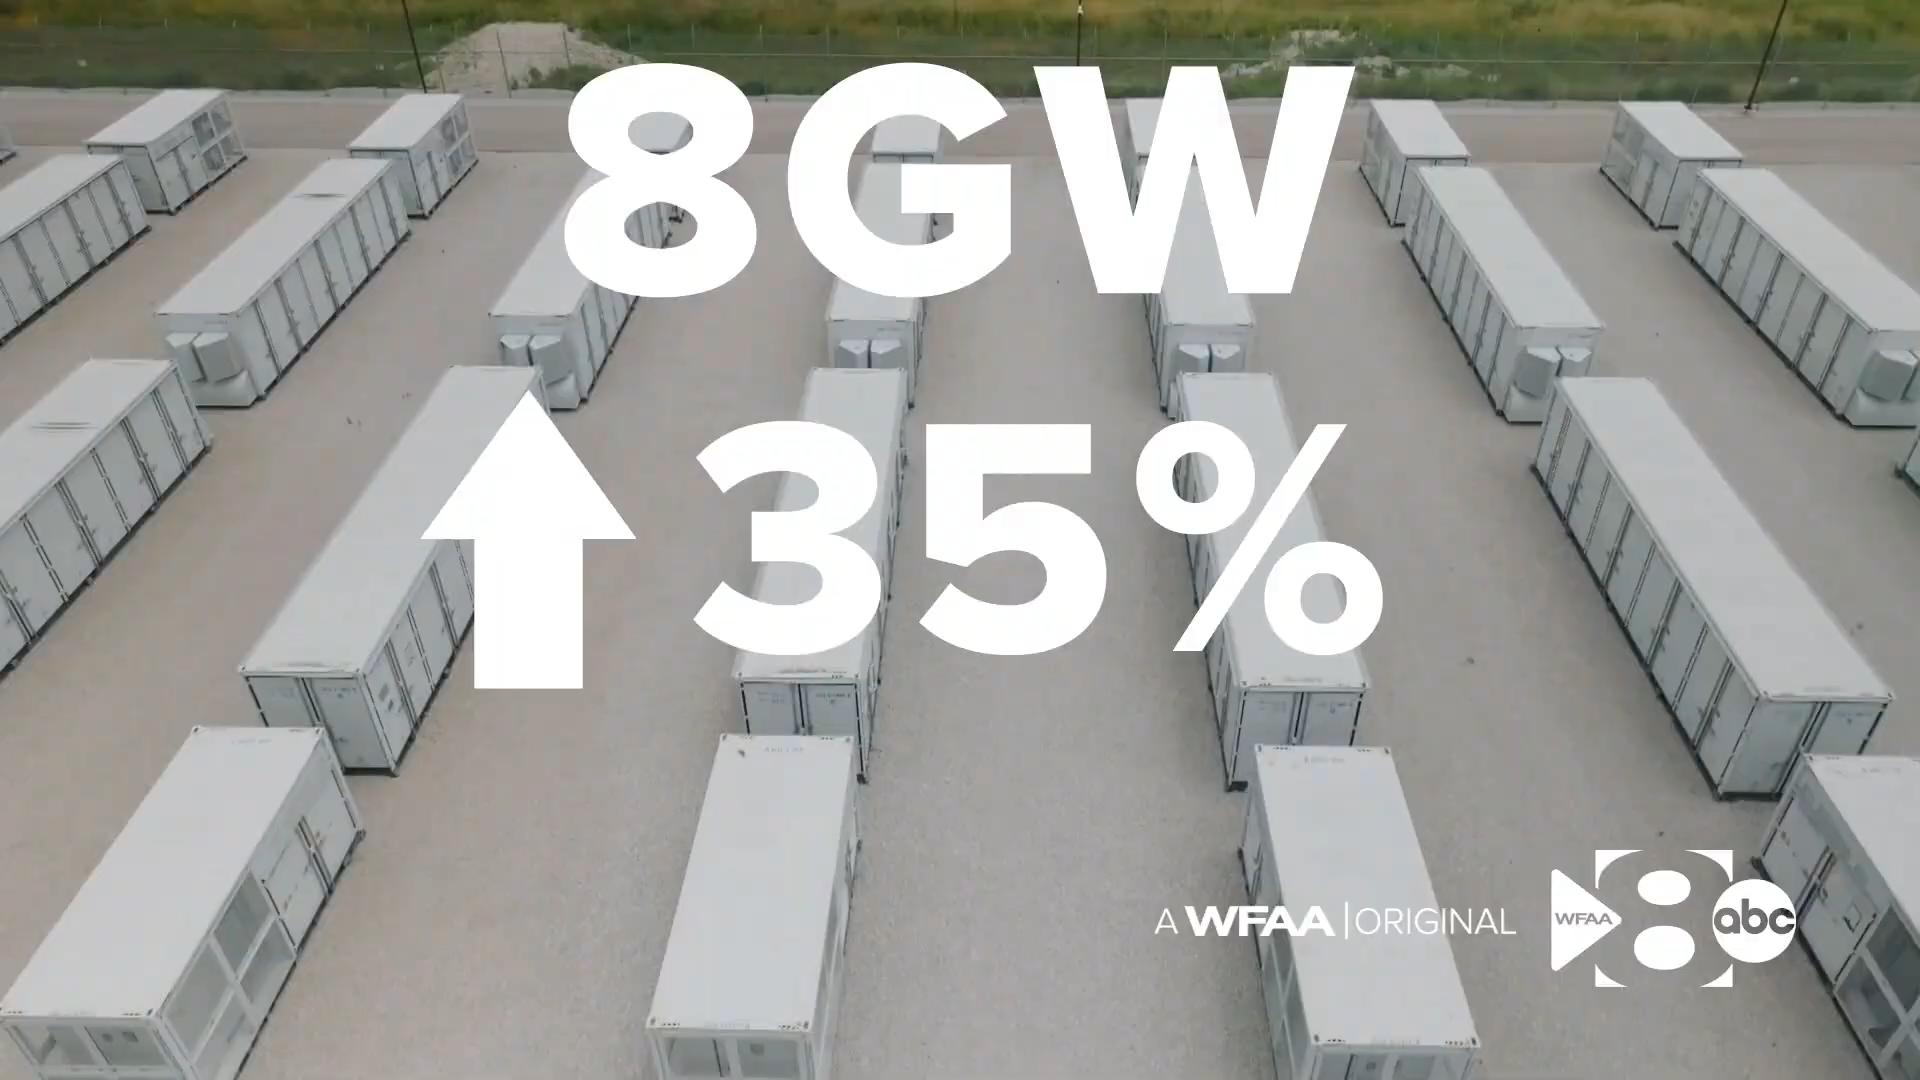 8GW
35%
A WFAA | ORIGINAL
WFAA 8 abc